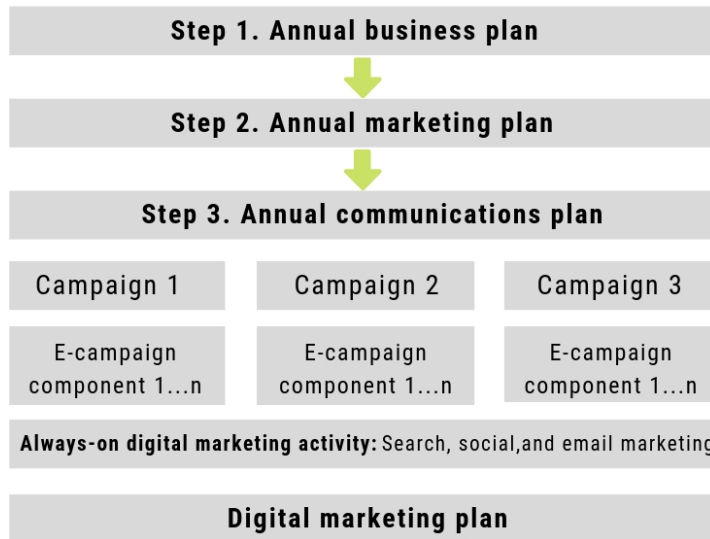 Step 1. Annual business plan
Step 2. Annual marketing plan
Step 3. Annual communications plan
Campaign 1
Campaign 2
Campaign 3
E-campaign
component 1...n
E-campaign
component 1...n
E-campaign
component 1...n
Always-on digital marketing activity: Search, social,and email marketing
Digital marketing plan